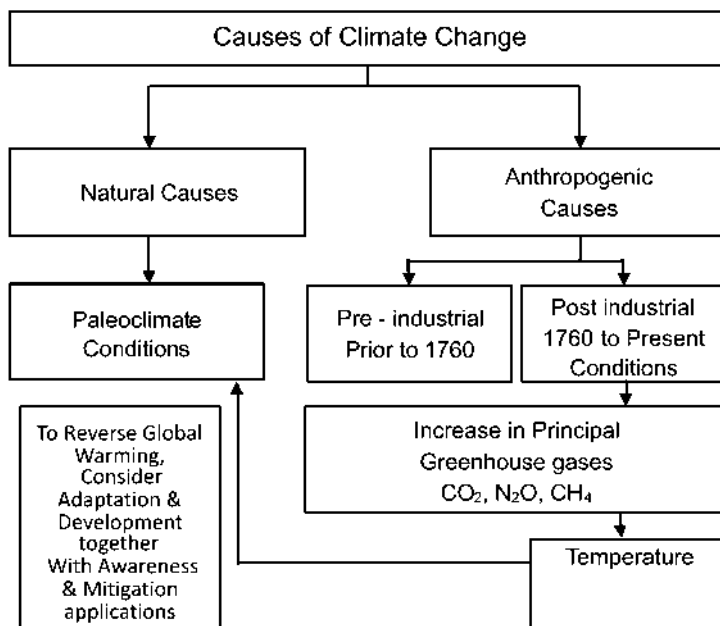 Causes of Climate Change
Natural Causes
Anthropogenic
Causes
Paleoclimate
Conditions
Pre - industrial
Prior to 1760
Post industrial
1760 to Present
Conditions
To Reverse Global
Warming,
Consider
Adaptation &
Development
together
With Awareness
& Mitigation
applications
Increase in Principal
Greenhouse gases
CO₂, N₂O, CH₄
Temperature